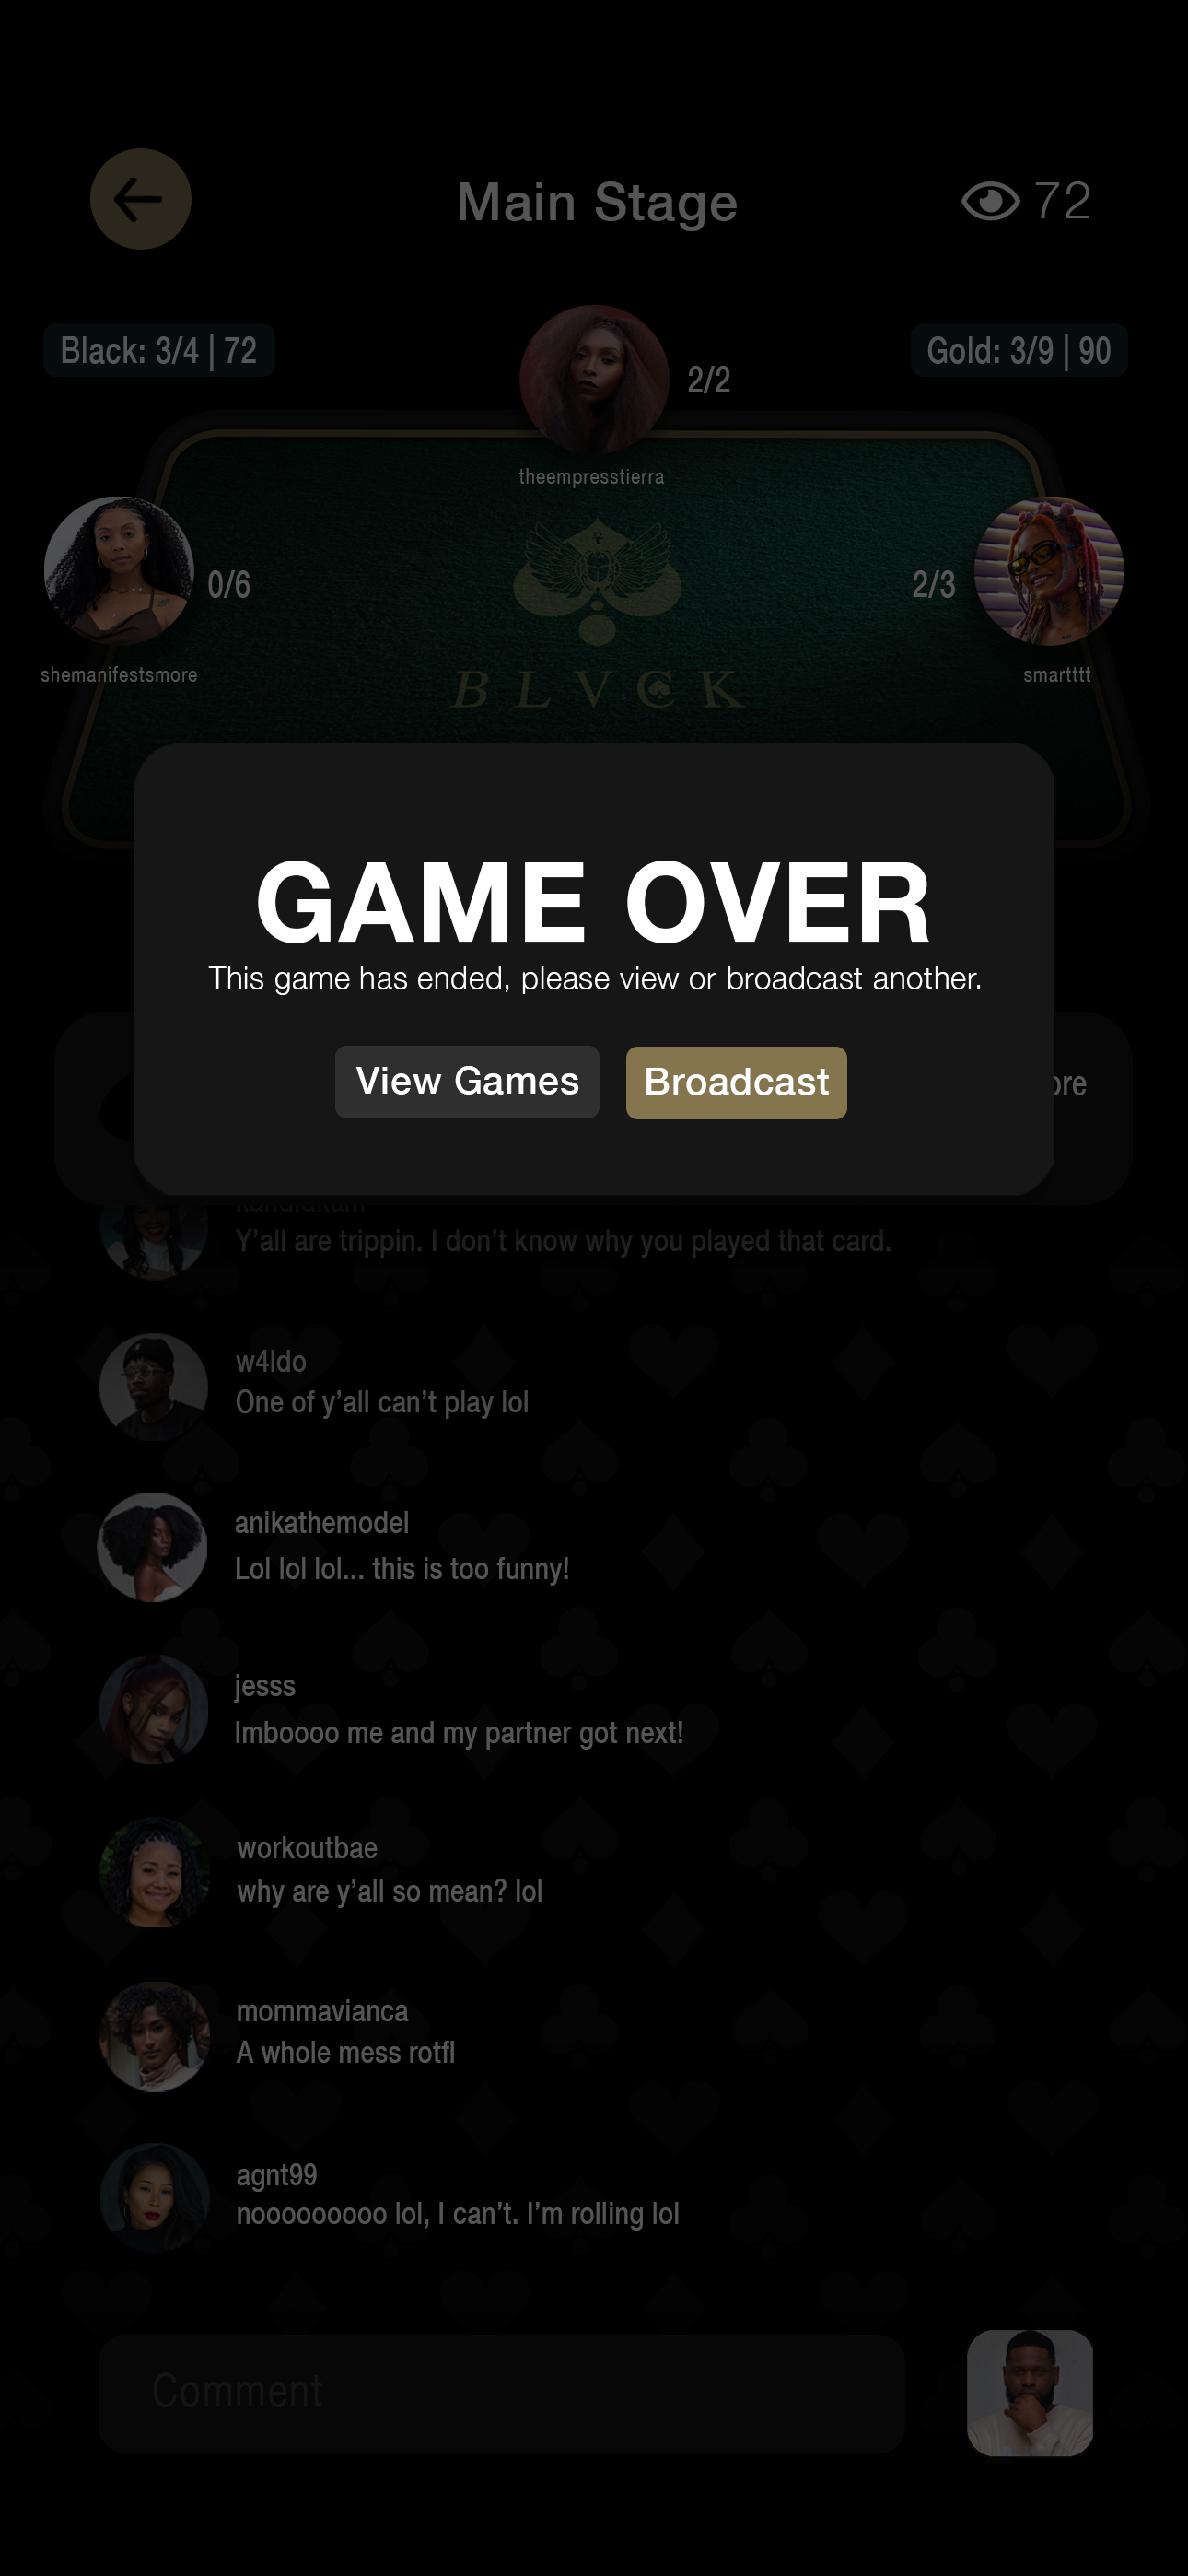 Main Stage
72
Black: 3/4 | 72
Gold: 3/9 | 90
2/2
theempresstierra
0/6
2/3
shemanifestsmore
smartttt
BLVCK
GAME OVER
This game has ended, please view or broadcast another.
View Games
Broadcast
ore
kandidkam
Y’all are trippin. I don’t know why you played that card.
w4ldo
One of y’all can’t play lol
anikathemodel
Lol lol lol... this is too funny!
jesss
lmboooo me and my partner got next!
workoutbae
why are y’all so mean? lol
mommavianca
A whole mess rotfl
agnt99
nooooooooo lol, I can’t. I’m rolling lol
Comment